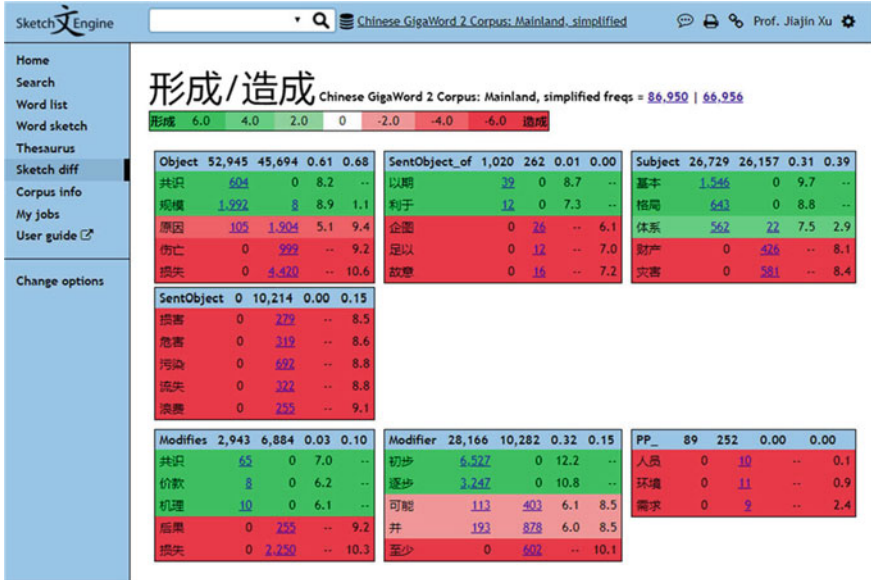 Sketch 文 Engine
Chinese GigaWord 2 Corpus: Mainland, simplified
Prof. Jiajin Xu
Home
Search
Word list
Word sketch
Thesaurus
Sketch diff
Corpus info
My jobs
User guide
Change options
形成/造成 Chinese GigaWord 2 Corpus: Mainland, simplified freqs = 86,950 | 66,956
形成 6.0 4.0 2.0 0 -2.0 -4.0 -6.0 造成
Object 52,945 45,694 0.61 0.68
共识 604 0 8.2 --
规模 1,992 8 8.9 1.1
原因 105 1,904 5.1 9.4
伤亡 0 999 -- 9.2
损失 0 4,420 -- 10.6
SentObject_of 1,020 262 0.01 0.00
以期 39 0 8.7 --
利于 12 0 7.3 --
企图 0 26 -- 6.1
足以 0 12 -- 7.0
故意 0 16 -- 7.2
Subject 26,729 26,157 0.31 0.39
基本 1,546 0 9.7 --
格局 643 0 8.8 --
体系 562 22 7.5 2.9
财产 0 426 -- 8.1
灾害 0 581 -- 8.4
SentObject 0 10,214 0.00 0.15
损害 0 279 -- 8.5
危害 0 319 -- 8.6
污染 0 692 -- 8.8
流失 0 322 -- 8.8
浪费 0 255 -- 9.1
Modifies 2,943 6,884 0.03 0.10
共识 65 0 7.0 --
价款 8 0 6.2 --
机理 10 0 6.1 --
后果 0 255 -- 9.2
损失 0 2,250 -- 10.3
Modifier 28,166 10,282 0.32 0.15
初步 6,527 0 12.2 --
逐步 3,247 0 10.8 --
可能 113 403 6.1 8.5
并 193 878 6.0 8.5
至少 0 602 -- 10.1
PP_ 89 252 0.00 0.00
人员 0 10 -- 0.1
环境 0 11 -- 0.9
需求 0 9 -- 2.4